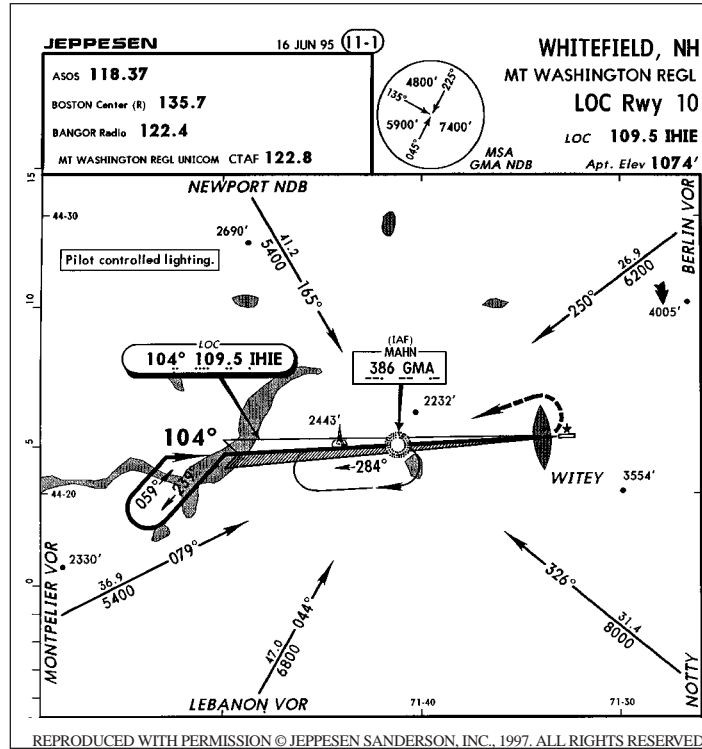 JEPPESEN 16 JUN 95 11-1 WHITEFIELD, NH
MT WASHINGTON REGL
LOC Rwy 10
LOC 109.5 IHIE
Apt. Elev 1074'
ASOS 118.37
BOSTON Center (R) 135.7
BANGOR Radio 122.4
MT WASHINGTON REGL UNICOM CTAF 122.8
4800'
135°
225°
5900' 7400'
045°
MSA
GMA NDB
15
NEWPORT NDB
44-30
2690'
41.2
5400 165°
Pilot controlled lighting.
BERLIN VOR
26.9
6200
250°
4005'
10
LOC
104° 109.5 IHIE
(IAF)
MAHN
386 GMA
2232'
2443'
104°
5
284°
WITEY
3554'
44-20
059°
239°
2330'
36.9
5400 079°
MONTPELIER VOR
0
47.0
6800 044°
LEBANON VOR
326°
31.4
8000
NOTTY
71-40 71-30
REPRODUCED WITH PERMISSION © JEPPESEN SANDERSON, INC., 1997. ALL RIGHTS RESERVED